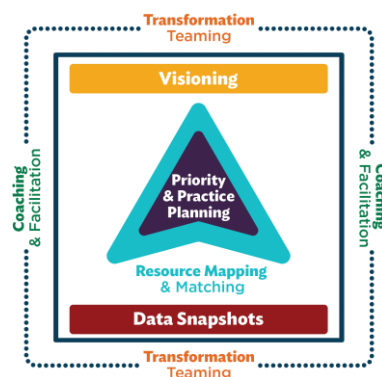 Transformation
Teaming
Visioning
Coaching
& Facilitation
Priority
& Practice
Planning
Coaching
& Facilitation
Resource Mapping
& Matching
Data Snapshots
Transformation
Teaming